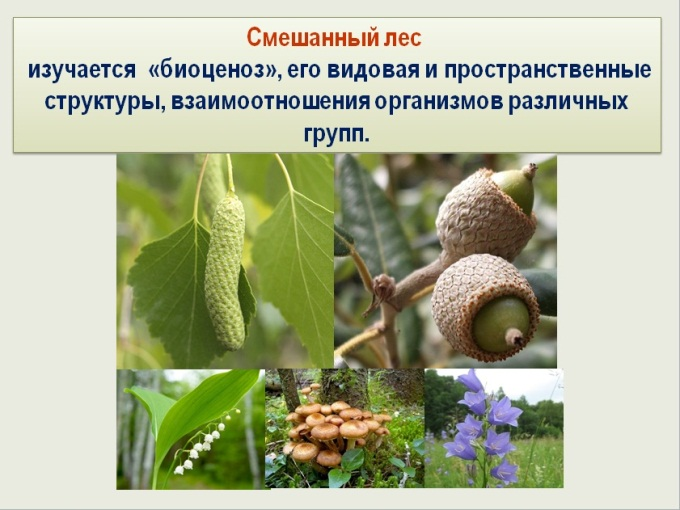 Смешанный лес
изучается «биоценоз», его видовая и пространственные
структуры, взаимоотношения организмов различных
групп.